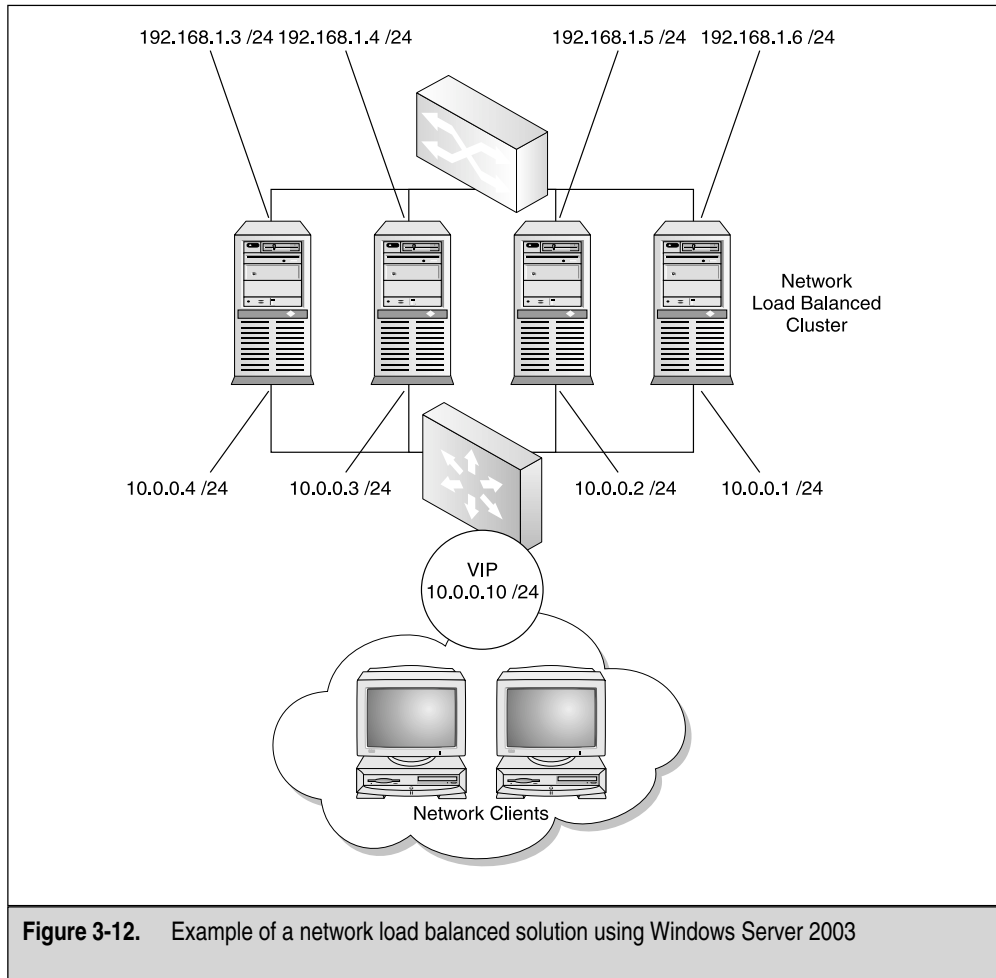 192.168.1.3 /24 192.168.1.4 /24 192.168.1.5 /24 192.168.1.6 /24
Network
Load Balanced
Cluster
10.0.0.4 /24 10.0.0.3 /24 10.0.0.2 /24 10.0.0.1 /24
VIP
10.0.0.10 /24
Network Clients
Figure 3-12. Example of a network load balanced solution using Windows Server 2003